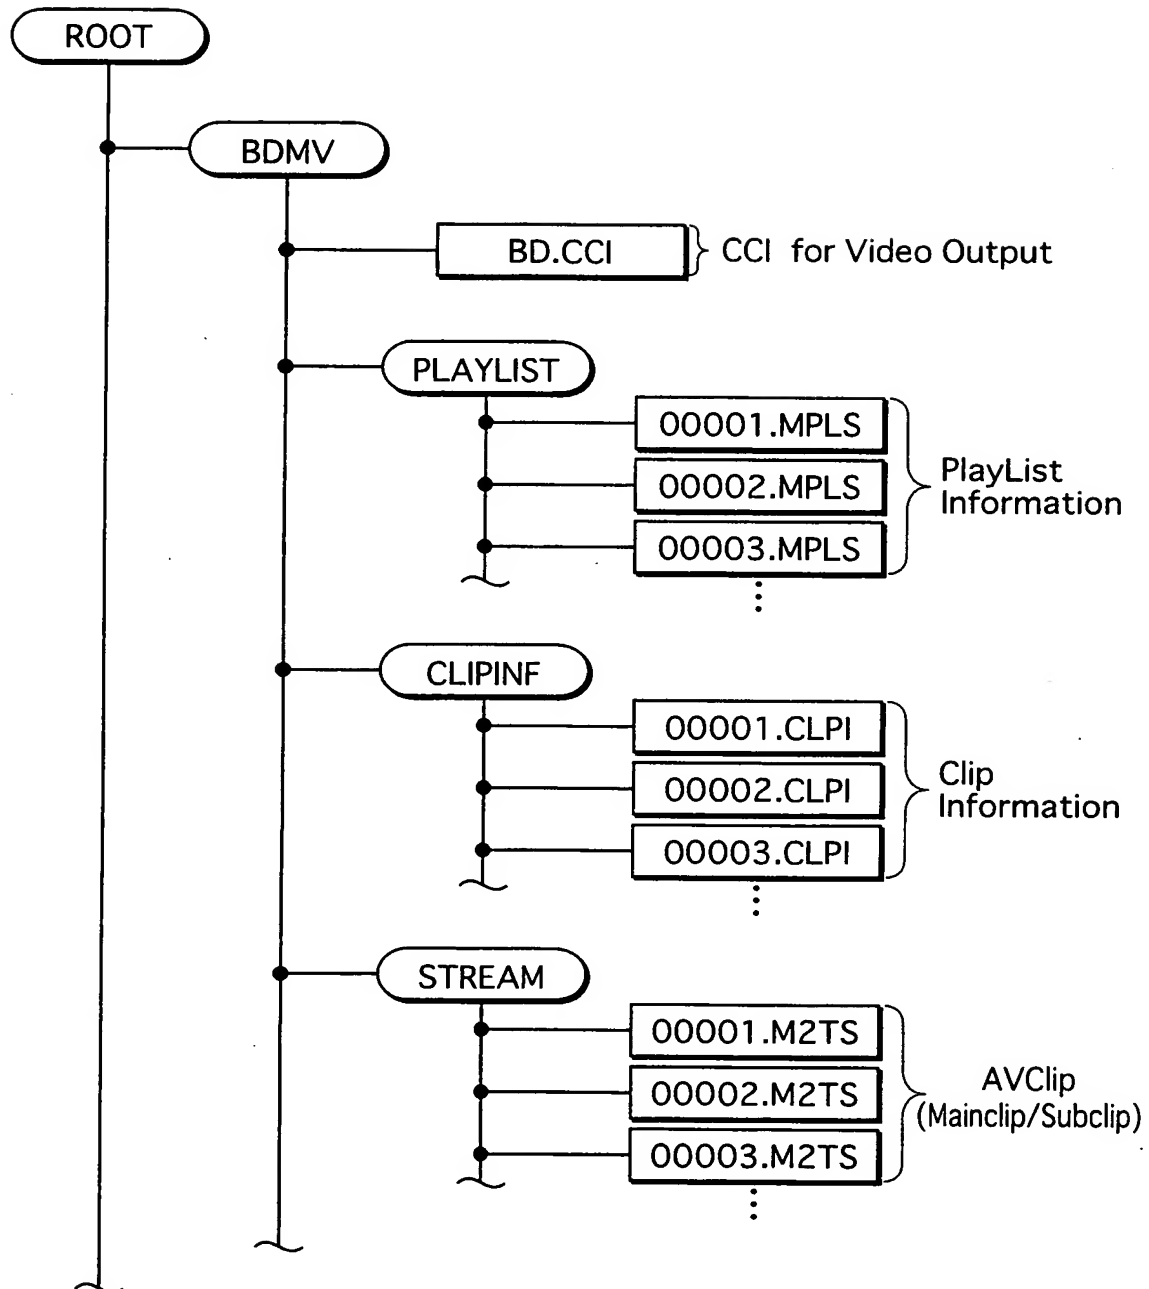 ROOT
BDMV
BD.CCI
CCI for Video Output
PLAYLIST
00001.MPLS
00002.MPLS
00003.MPLS
PlayList
Information
CLIPINF
00001.CLPI
00002.CLPI
00003.CLPI
Clip
Information
STREAM
00001.M2TS
00002.M2TS
00003.M2TS
AVClip
(Mainclip/Subclip)